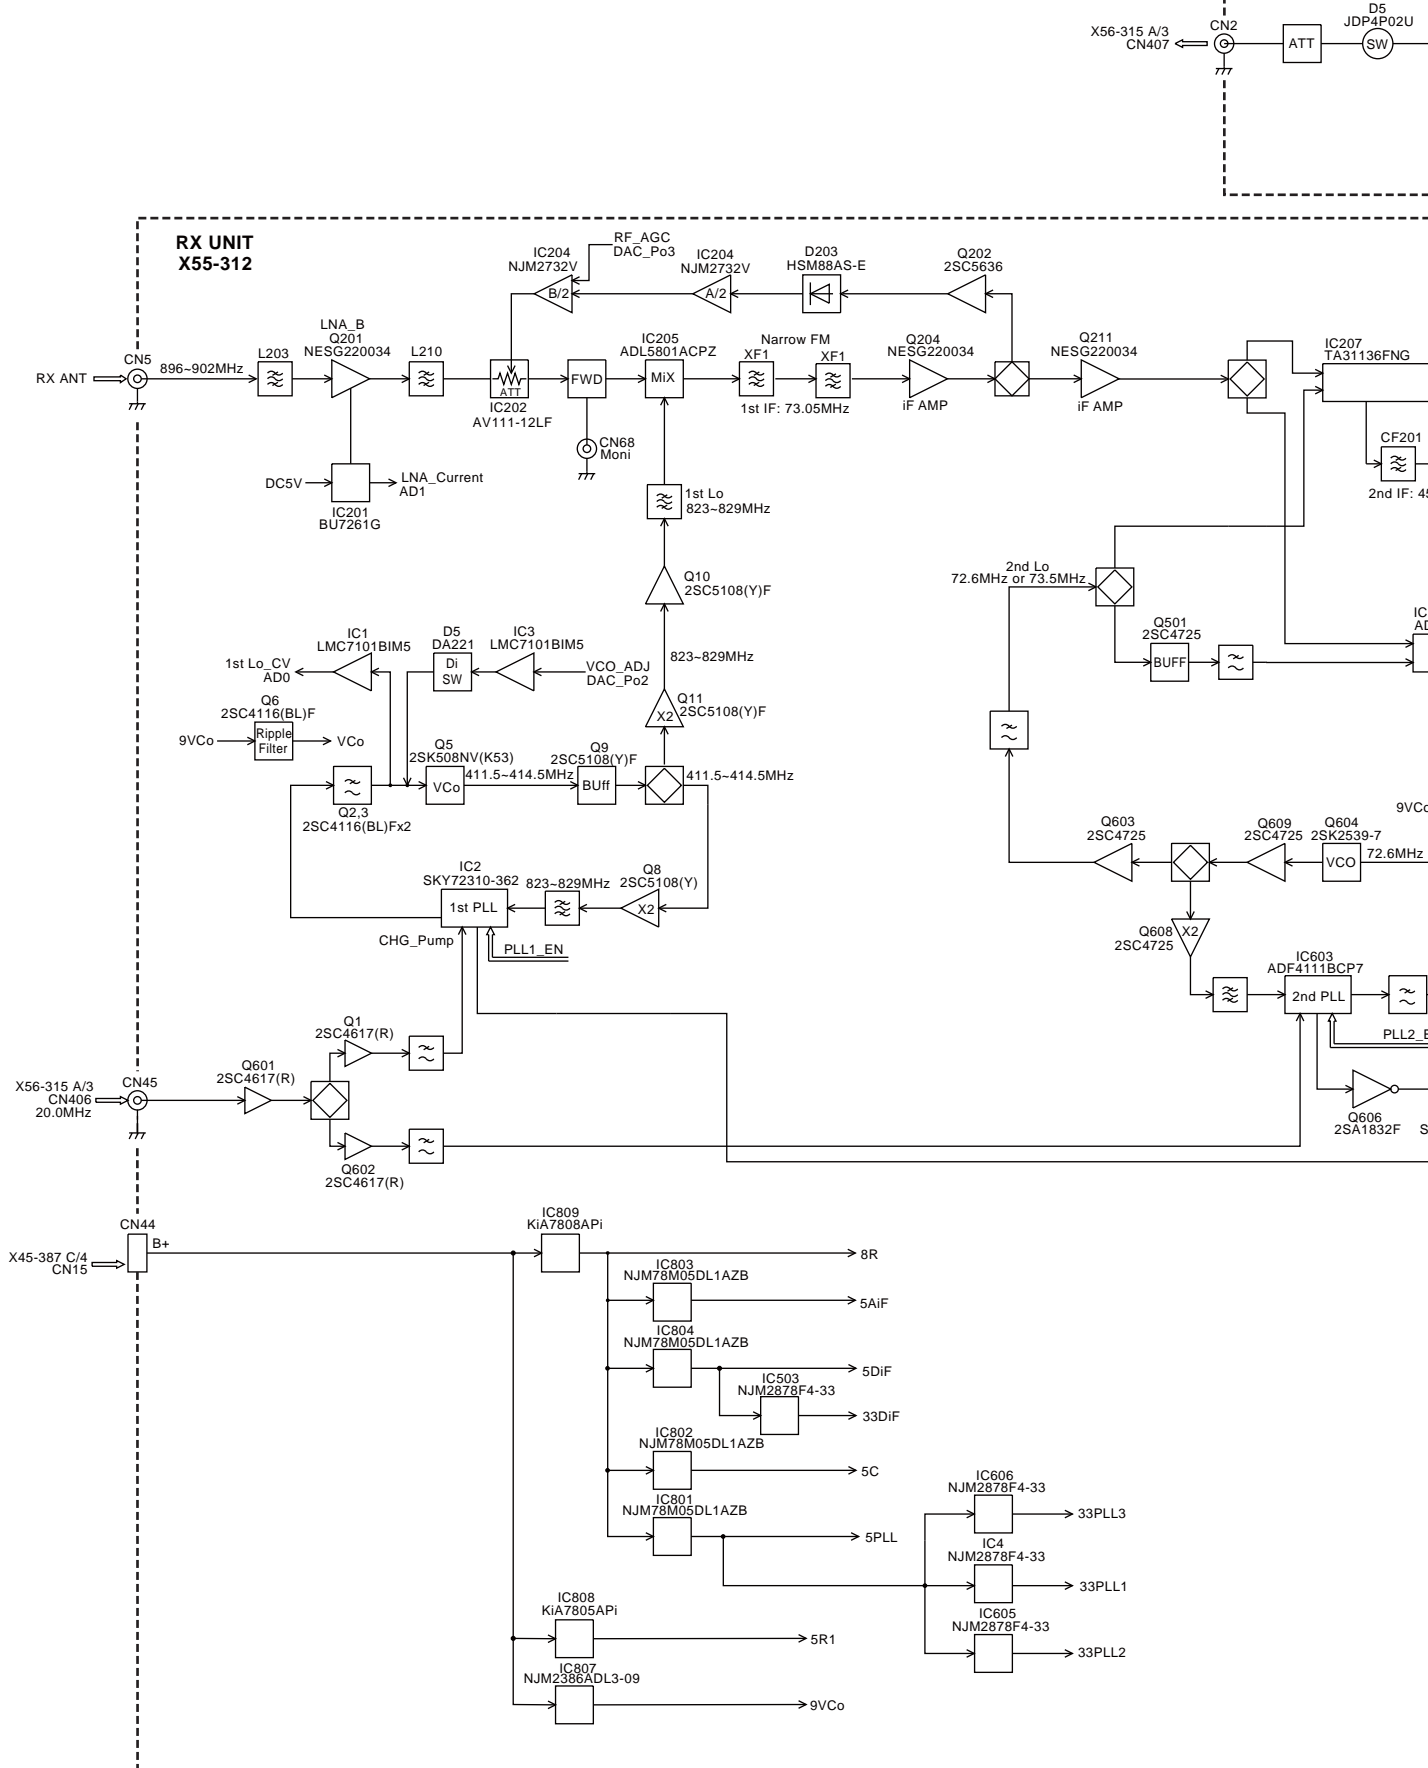 D5
JDP4P02U
X56-315 A/3
CN407
CN2
ATT
SW
RX UNIT
X55-312
RF_AGC
DAC_Po3
IC204
NJM2732V
B/2
IC204
NJM2732V
A/2
D203
HSM88AS-E
Q202
2SC5636
RX ANT
CN5
896~902MHz
L203
LNA_B
Q201
NESG220034
L210
ATT
IC202
AV111-12LF
FWD
CN68
Moni
IC205
ADL5801ACPZ
MiX
Narrow FM
XF1
XF1
1st IF: 73.05MHz
Q204
NESG220034
iF AMP
Q211
NESG220034
iF AMP
IC207
TA31136FNG
CF201
2nd IF: 4
DC5V
LNA_Current
AD1
IC201
BU7261G
1st Lo
823~829MHz
Q10
2SC5108(Y)F
823~829MHz
2nd Lo
72.6MHz or 73.5MHz
Q501
2SC4725
BUFF
IC
AD
1st Lo_CV
AD0
IC1
LMC7101BIM5
D5
DA221
Di
SW
IC3
LMC7101BIM5
VCO_ADJ
DAC_Po2
Q11
2SC5108(Y)F
X2
Q6
2SC4116(BL)F
9VCo
Ripple
Filter
VCo
Q5
2SK508NV(K53)
VCo
411.5~414.5MHz
Q9
2SC5108(Y)F
BUff
411.5~414.5MHz
Q2,3
2SC4116(BL)Fx2
9VCo
Q603
2SC4725
Q609
2SC4725
Q604
2SK2539-7
VCO
72.6MHz
IC2
SKY72310-362
1st PLL
823~829MHz
Q8
2SC5108(Y)
X2
CHG_Pump
PLL1_EN
Q608
2SC4725
X2
IC603
ADF4111BCP7
2nd PLL
PLL2_E
Q1
2SC4617(R)
X56-315 A/3
CN406
20.0MHz
CN45
Q601
2SC4617(R)
Q602
2SC4617(R)
Q606
2SA1832F
S
X45-387 C/4
CN15
CN44
B+
IC809
KiA7808APi
8R
IC803
NJM78M05DL1AZB
5AiF
IC804
NJM78M05DL1AZB
5DiF
IC503
NJM2878F4-33
33DiF
IC802
NJM78M05DL1AZB
5C
IC801
NJM78M05DL1AZB
5PLL
IC606
NJM2878F4-33
33PLL3
IC4
NJM2878F4-33
33PLL1
IC605
NJM2878F4-33
33PLL2
IC808
KiA7805APi
5R1
IC807
NJM2386ADL3-09
9VCo